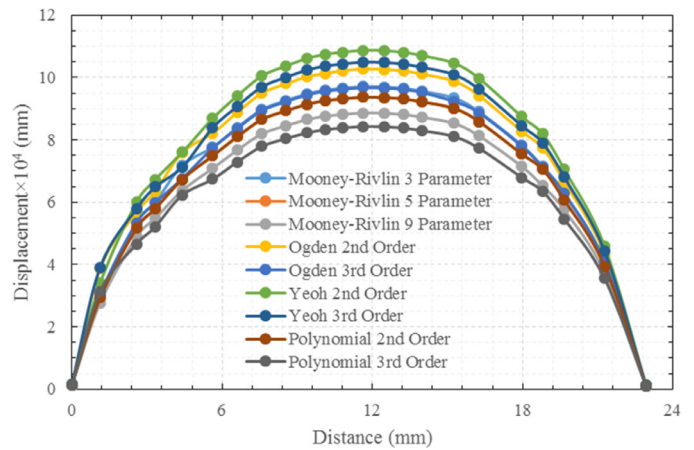 12
10
8
6
4
2
0
Displacement×10⁴ (mm)
Mooney-Rivlin 3 Parameter
Mooney-Rivlin 5 Parameter
Mooney-Rivlin 9 Parameter
Ogden 2nd Order
Ogden 3rd Order
Yeoh 2nd Order
Yeoh 3rd Order
Polynomial 2nd Order
Polynomial 3rd Order
0 6 12 18 24
Distance (mm)